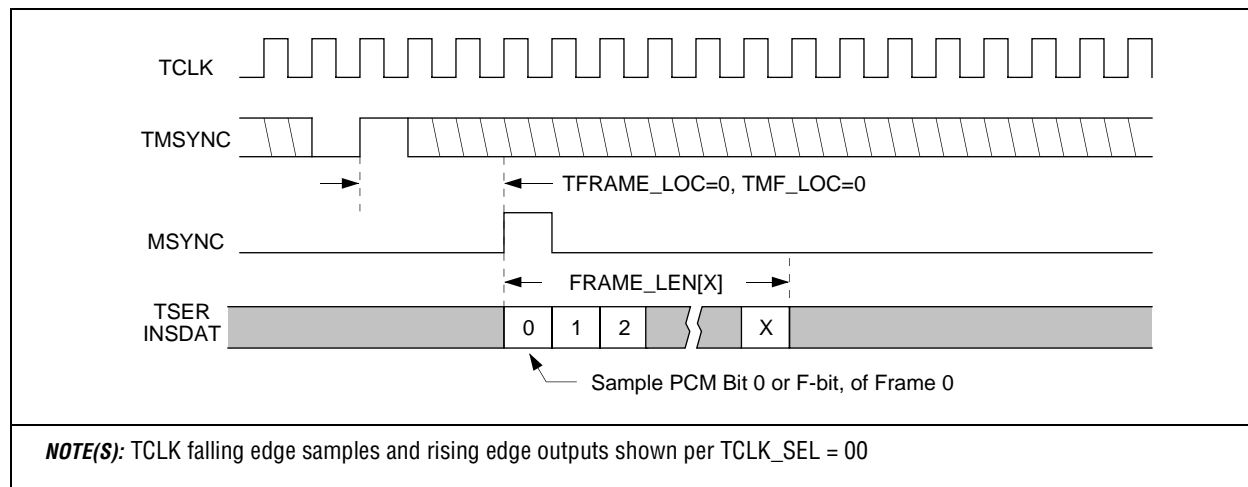 TCLK
TMSYNC
TFRAME_LOC=0, TMF_LOC=0
MSYNC
FRAME_LEN[X]
TSER
INSDAT
0 1 2 X
Sample PCM Bit 0 or F-bit, of Frame 0
NOTE(S): TCLK falling edge samples and rising edge outputs shown per TCLK_SEL = 00